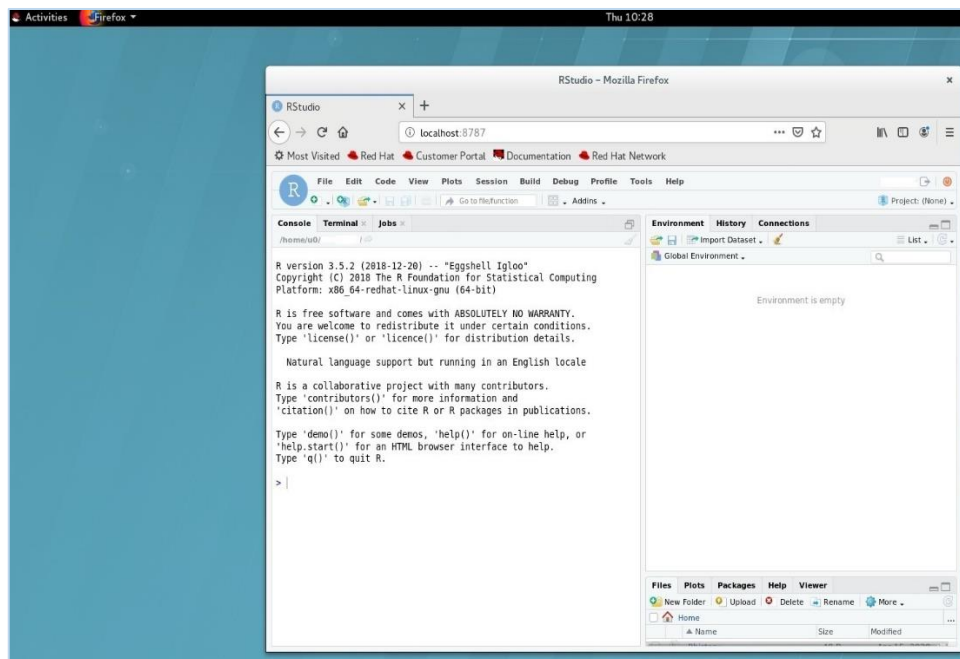 Activities Firefox Thu 10:28
RStudio - Mozilla Firefox
RStudio
localhost:8787
Most Visited Red Hat Customer Portal Documentation Red Hat Network
R File Edit Code View Plots Session Build Debug Profile Tools Help
Go to file/function Addins Project: (None)
Console Terminal Jobs
/home/u0/
R version 3.5.2 (2018-12-20) -- "Eggshell Igloo"
Copyright (C) 2018 The R Foundation for Statistical Computing
Platform: x86_64-redhat-linux-gnu (64-bit)
R is free software and comes with ABSOLUTELY NO WARRANTY.
You are welcome to redistribute it under certain conditions.
Type 'license()' or 'licence()' for distribution details.
Natural language support but running in an English locale
R is a collaborative project with many contributors.
Type 'contributors()' for more information and
'citation()' on how to cite R or R packages in publications.
Type 'demo()' for some demos, 'help()' for on-line help, or
'help.start()' for an HTML browser interface to help.
Type 'q()' to quit R.
>
Environment History Connections
Import Dataset List
Global Environment
Environment is empty
Files Plots Packages Help Viewer
New Folder Upload Delete Rename More
Home ...
Name Size Modified